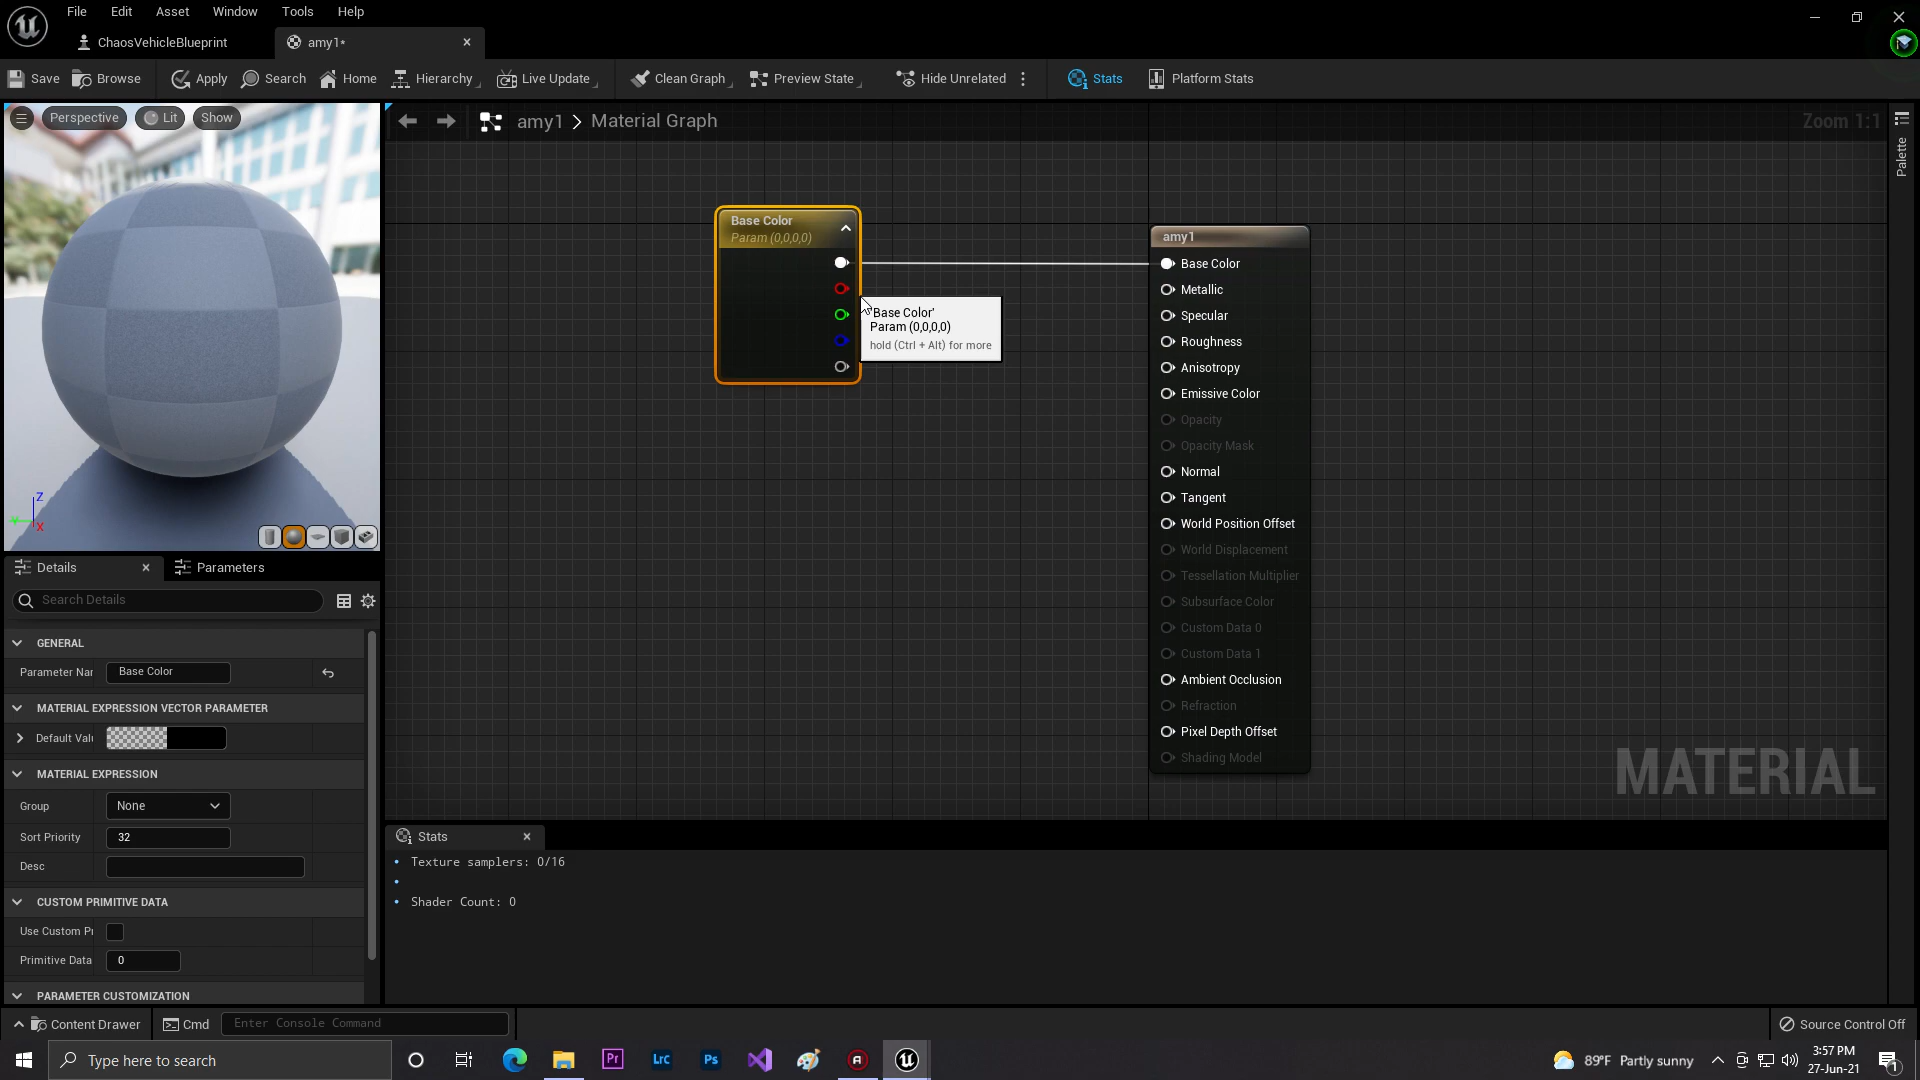 File Edit Asset Window Tools Help
ChaosVehicleBlueprint
amy1*
Save Browse Apply Search Home Hierarchy Live Update Clean Graph Preview State Hide Unrelated Stats Platform Stats
Perspective Lit Show
amy1 > Material Graph
Zoom 1:1
Palette
Base Color
Param (0,0,0,0)
'Base Color'
Param (0,0,0,0)
hold (Ctrl + Alt) for more
amy1
Base Color
Metallic
Specular
Roughness
Anisotropy
Emissive Color
Opacity
Opacity Mask
Normal
Tangent
World Position Offset
World Displacement
Tessellation Multiplier
Subsurface Color
Custom Data 0
Custom Data 1
Ambient Occlusion
Refraction
Pixel Depth Offset
Shading Model
MATERIAL
Z
X
Details Parameters
Search Details
GENERAL
Parameter Nar Base Color
MATERIAL EXPRESSION VECTOR PARAMETER
Default Valu
MATERIAL EXPRESSION
Group None
Sort Priority 32
Desc
CUSTOM PRIMITIVE DATA
Use Custom Pr
Primitive Data 0
PARAMETER CUSTOMIZATION
Stats
Texture samplers: 0/16
Shader Count: 0
Content Drawer Cmd Enter Console Command
Source Control Off
Type here to search
Pr Lrc Ps
89°F Partly sunny
3:57 PM
27-Jun-21
1